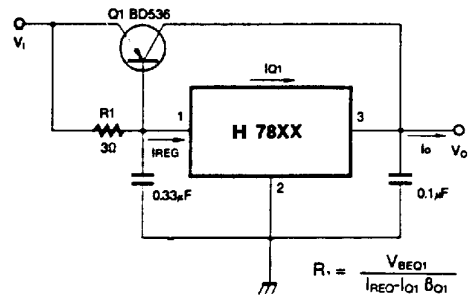 Q1 BD536
VI
IQ1
R1
3Ω
1
H 78XX
3
IREG
IO
VO
2
0.33μF
0.1μF
R1 = VBEQ1
IREQ-IQ1 BQ1